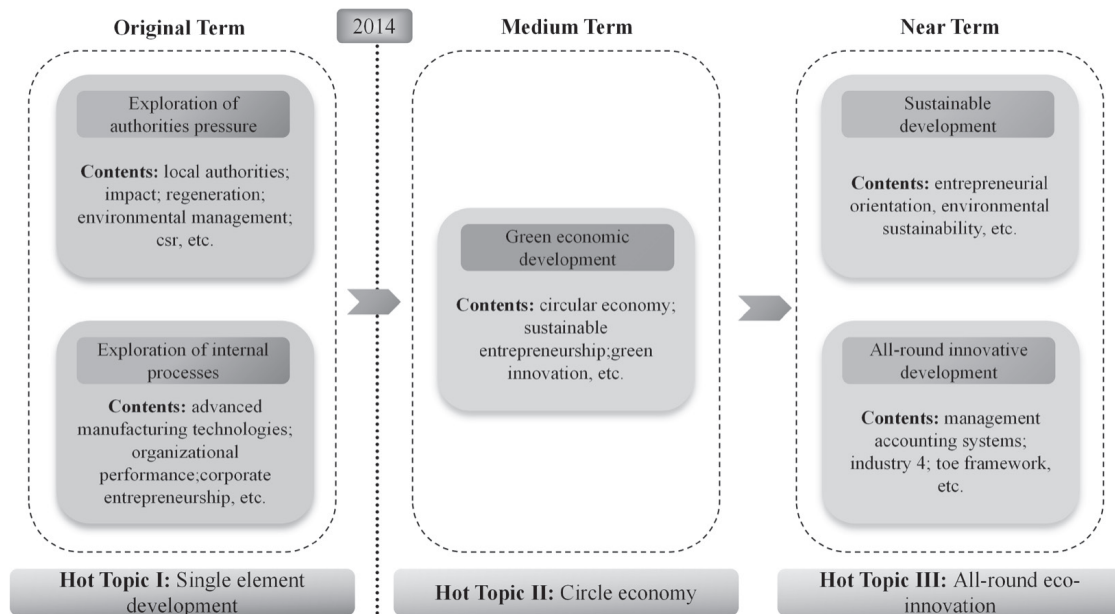 Original Term
2014
Medium Term
Near Term
Exploration of
authorities pressure
Contents: local authorities;
impact; regeneration;
environmental management;
csr, etc.
Exploration of internal
processes
Contents: advanced
manufacturing technologies;
organizational
performance;corporate
entrepreneurship, etc.
Green economic
development
Contents: circular economy;
sustainable
entrepreneurship;green
innovation, etc.
Sustainable
development
Contents: entrepreneurial
orientation, environmental
sustainability, etc.
All-round innovative
development
Contents: management
accounting systems;
industry 4; toe framework,
etc.
Hot Topic I: Single element
development
Hot Topic II: Circle economy
Hot Topic III: All-round eco-
innovation